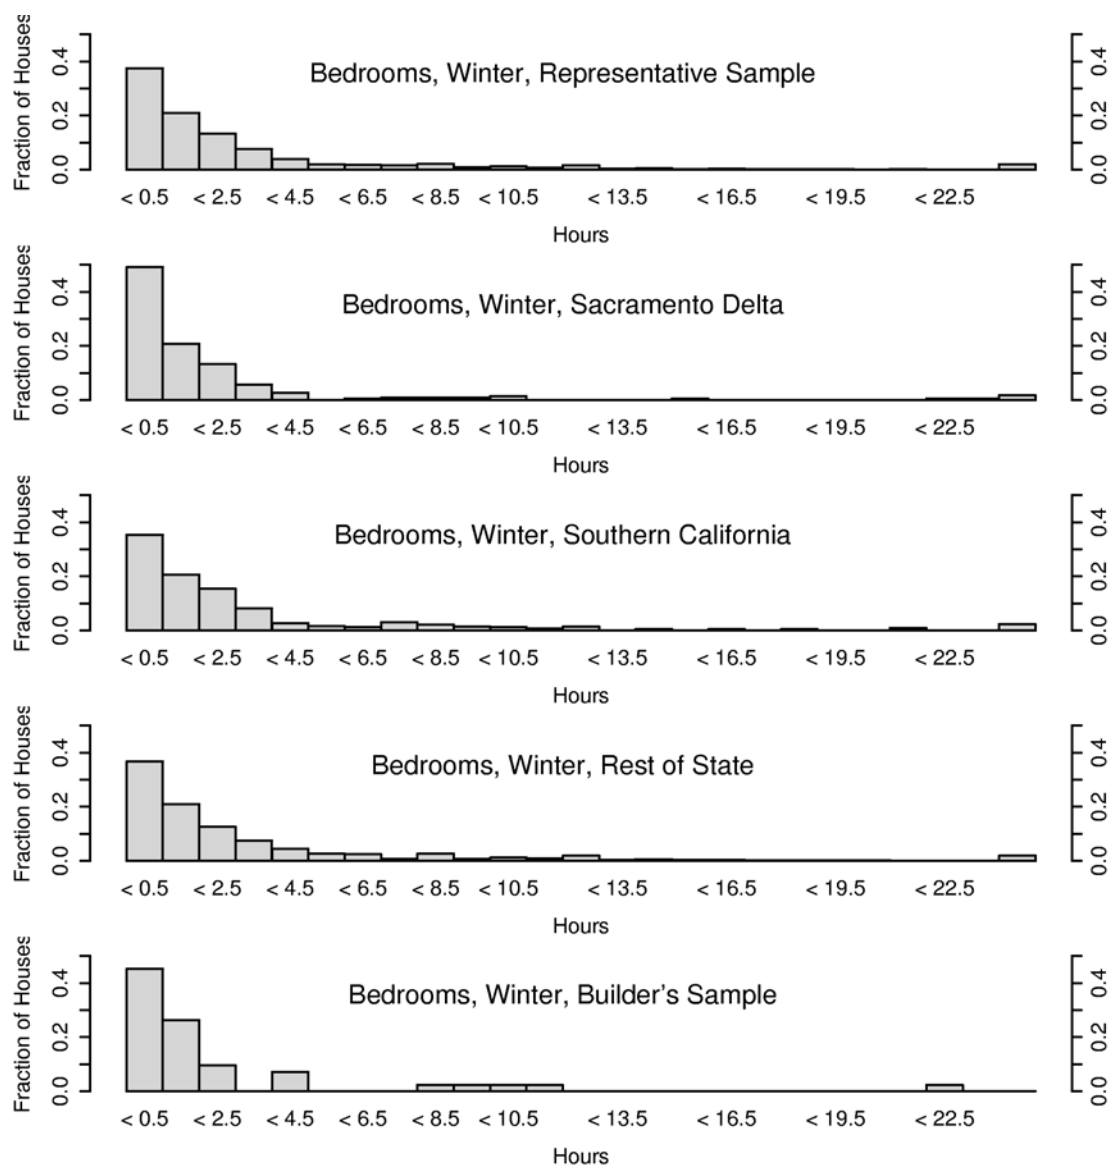 Bedrooms, Winter, Representative Sample
Fraction of Houses
0.0 0.2 0.4
0.0 0.2 0.4
< 0.5 < 2.5 < 4.5 < 6.5 < 8.5 < 10.5 < 13.5 < 16.5 < 19.5 < 22.5
Hours
Bedrooms, Winter, Sacramento Delta
Fraction of Houses
0.0 0.2 0.4
0.0 0.2 0.4
< 0.5 < 2.5 < 4.5 < 6.5 < 8.5 < 10.5 < 13.5 < 16.5 < 19.5 < 22.5
Hours
Bedrooms, Winter, Southern California
Fraction of Houses
0.0 0.2 0.4
0.0 0.2 0.4
< 0.5 < 2.5 < 4.5 < 6.5 < 8.5 < 10.5 < 13.5 < 16.5 < 19.5 < 22.5
Hours
Bedrooms, Winter, Rest of State
Fraction of Houses
0.0 0.2 0.4
0.0 0.2 0.4
< 0.5 < 2.5 < 4.5 < 6.5 < 8.5 < 10.5 < 13.5 < 16.5 < 19.5 < 22.5
Hours
Bedrooms, Winter, Builder's Sample
Fraction of Houses
0.0 0.2 0.4
0.0 0.2 0.4
< 0.5 < 2.5 < 4.5 < 6.5 < 8.5 < 10.5 < 13.5 < 16.5 < 19.5 < 22.5
Hours